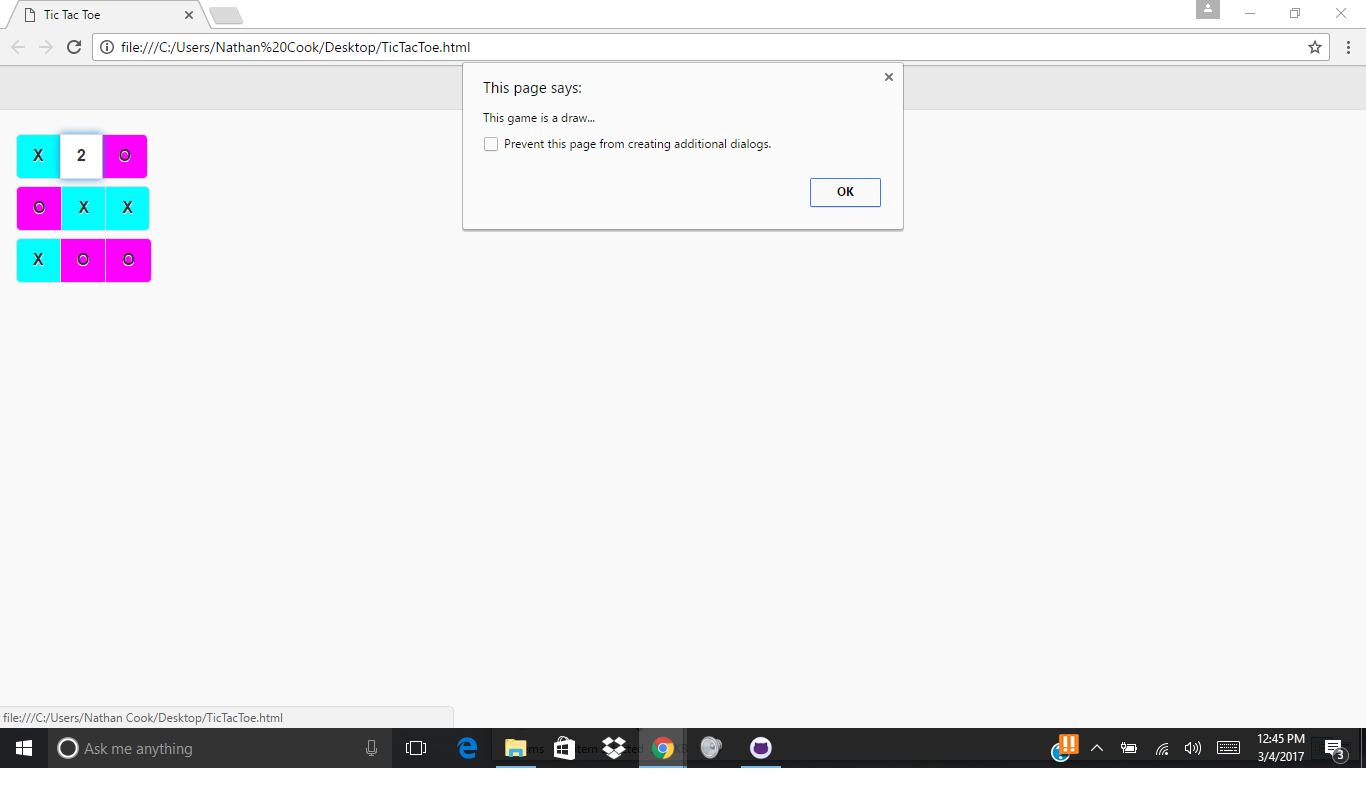 Tic Tac Toe
file:///C:/Users/Nathan%20Cook/Desktop/TicTacToe.html
This page says:
This game is a draw...
Prevent this page from creating additional dialogs.
OK
X 2 O
O X X
X O O
file:///C:/Users/Nathan Cook/Desktop/TicTacToe.html
Ask me anything
12:45 PM
3/4/2017
3